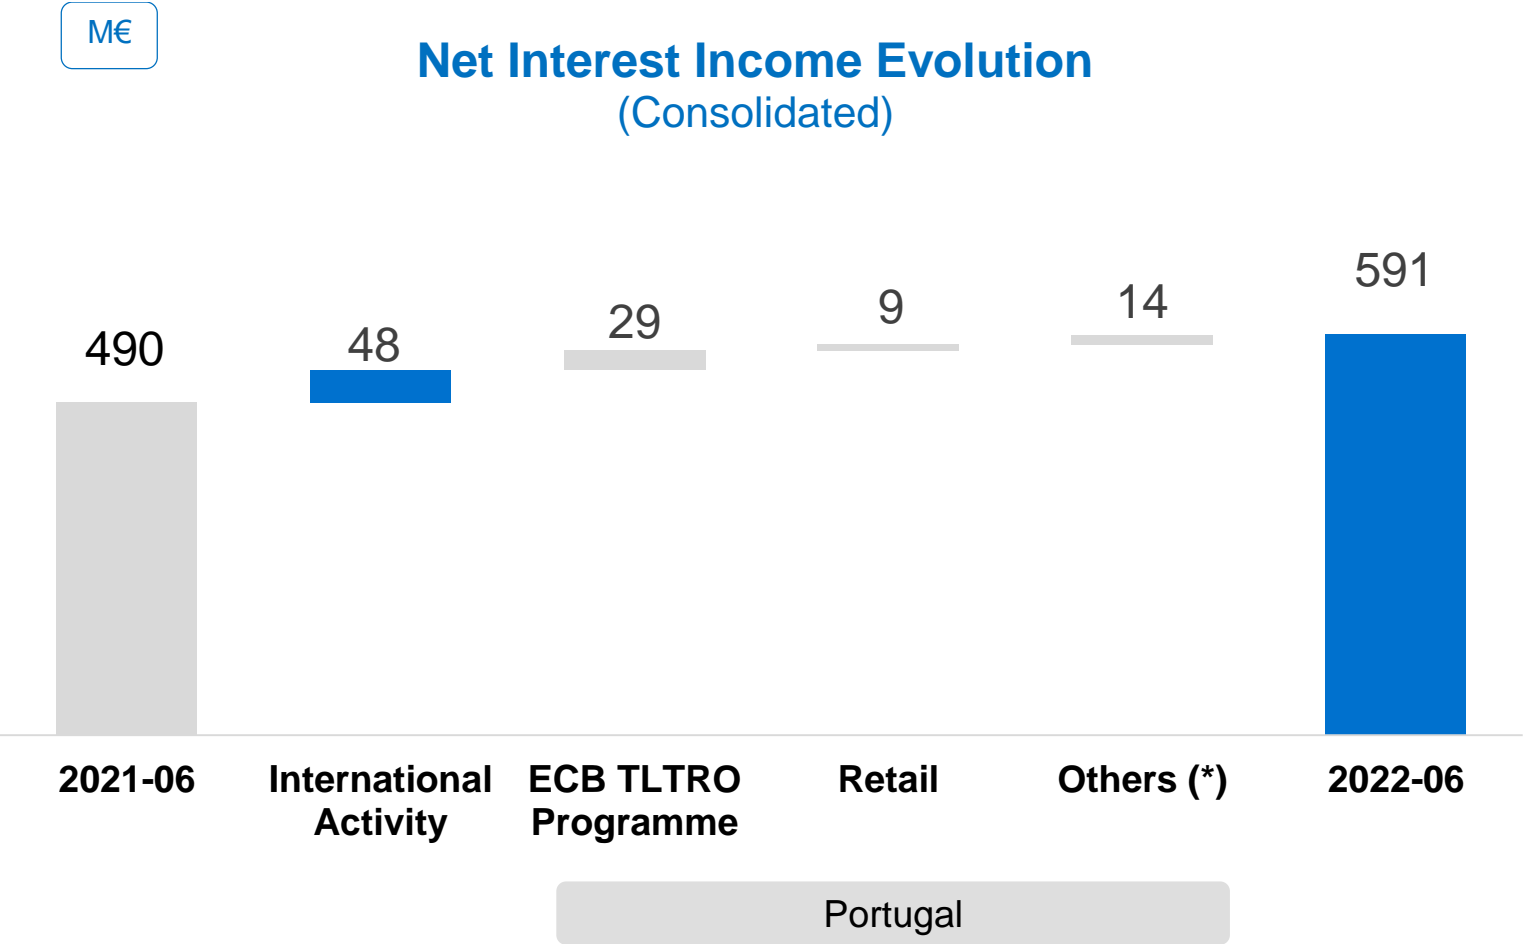 M€
Net Interest Income Evolution
(Consolidated)
490
48
29
9
14
591
2021-06
International
Activity
ECB TLTRO
Programme
Retail
Others (*)
2022-06
Portugal